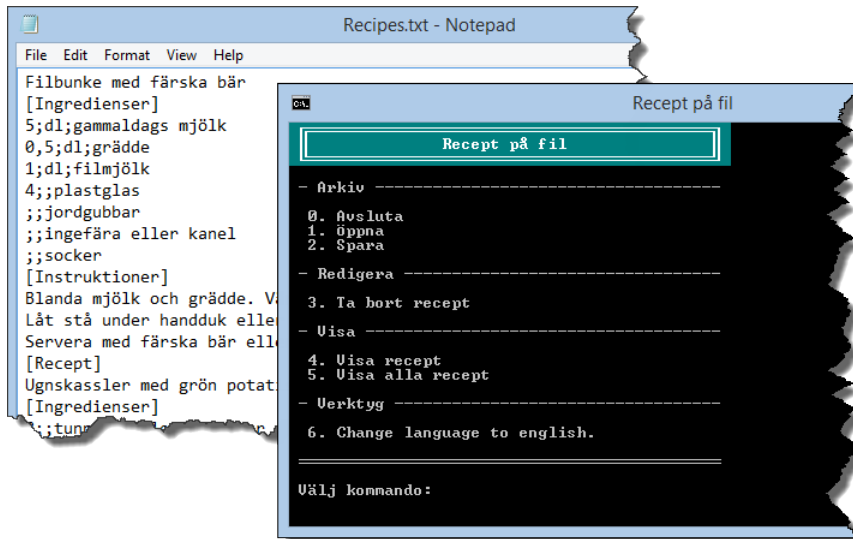 Recipes.txt - Notepad
File Edit Format View Help
Filbunke med färska bär
[Ingredienser]
5;dl;gammaldags mjölk
0,5;dl;grädde
1;dl;filmjölk
4;;plastglas
;;jordgubbar
;;ingefära eller kanel
;;socker
[Instruktioner]
Blanda mjölk och grädde.
Låt stå under handduk
Servera med färska bär
[Recept]
Ugnskassler med grön
[Ingredienser]
C:\.
Recept på fil
Recept på fil
- Arkiv -----------------------------------
0. Avsluta
1. Öppna
2. Spara
- Redigera --------------------------------
3. Ta bort recept
- Visa ------------------------------------
4. Visa recept
5. Visa alla recept
- Verktyg ---------------------------------
6. Change language to english.
Välj kommando: